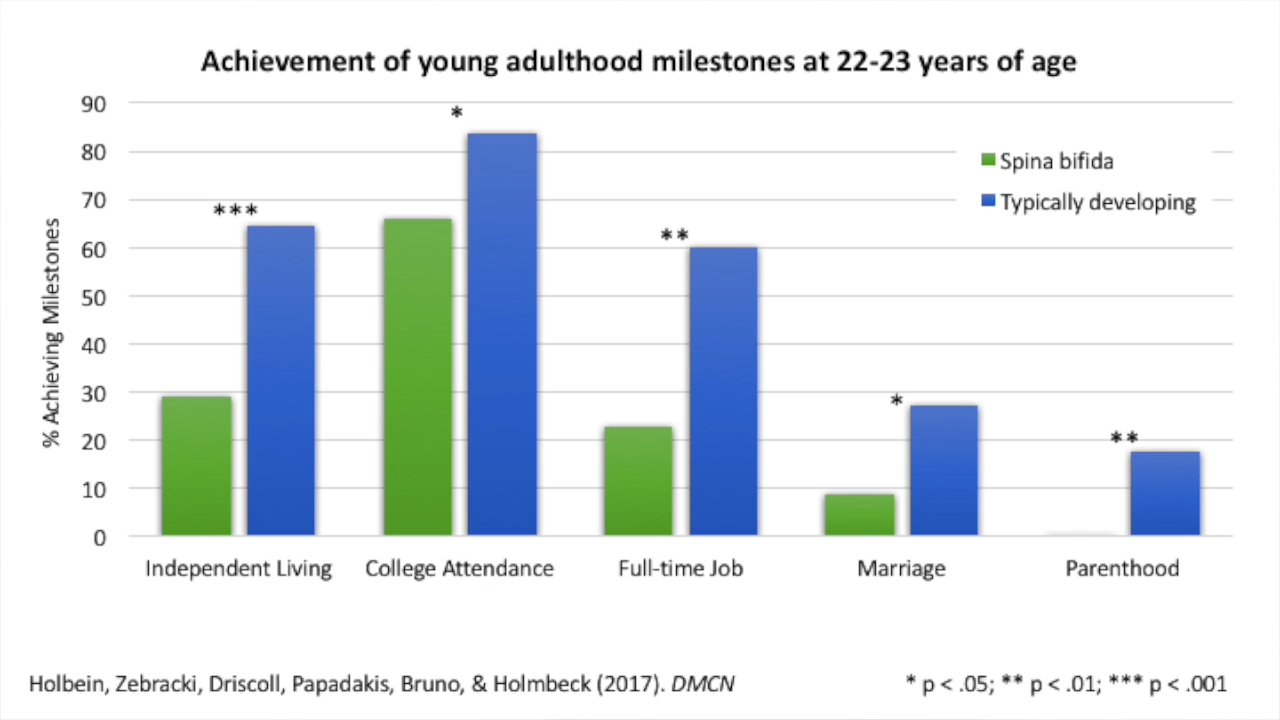 Achievement of young adulthood milestones at 22-23 years of age
% Achieving Milestones
90
80
70
60
50
40
30
20
10
0
***
*
**
*
**
Spina bifida
Typically developing
Independent Living
College Attendance
Full-time Job
Marriage
Parenthood
Holbein, Zebracki, Driscoll, Papadakis, Bruno, & Holmbeck (2017). DMCN
* p < .05; ** p < .01; *** p < .001